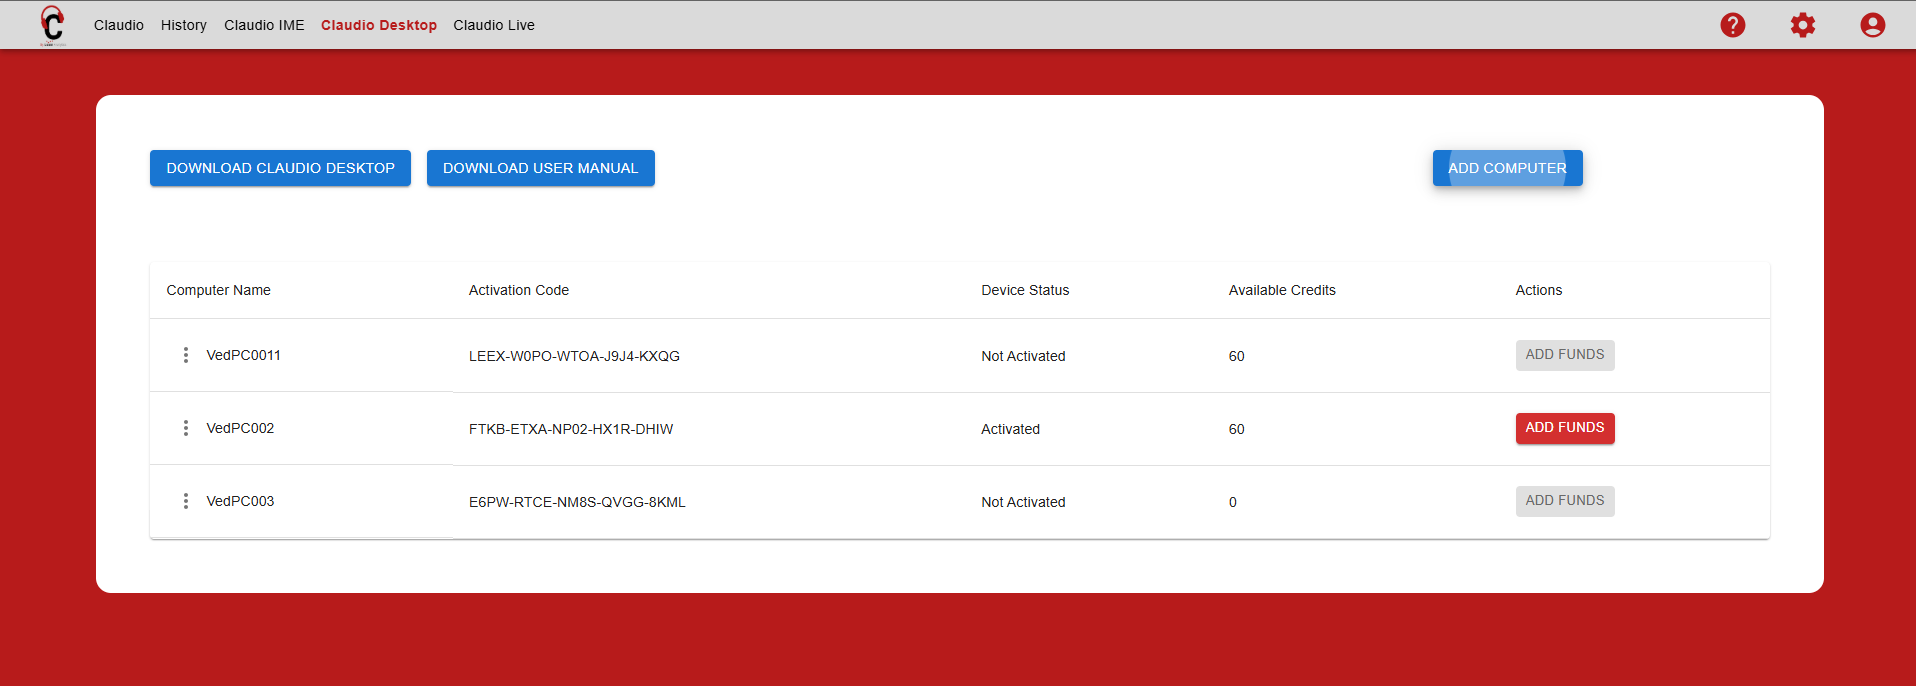 Claudio History Claudio IME Claudio Desktop Claudio Live
DOWNLOAD CLAUDIO DESKTOP DOWNLOAD USER MANUAL ADD COMPUTER
Computer Name Activation Code Device Status Available Credits Actions
VedPC0011 LEEX-W0PO-WTOA-J9J4-KXQG Not Activated 60 ADD FUNDS
VedPC002 FTKB-ETXA-NP02-HX1R-DHIW Activated 60 ADD FUNDS
VedPC003 E6PW-RTCE-NM8S-QVGG-8KML Not Activated 0 ADD FUNDS